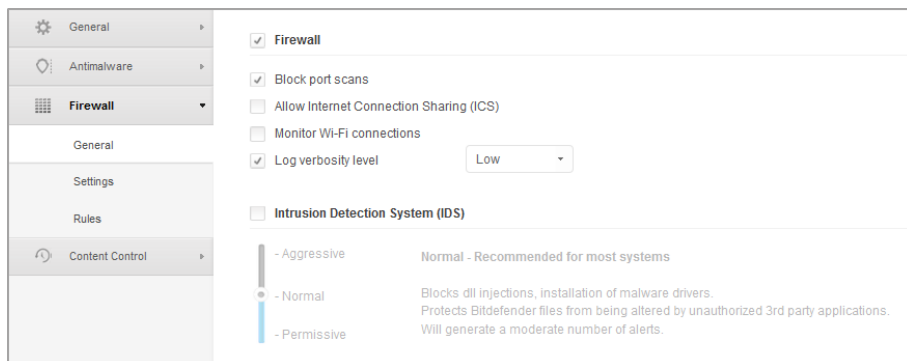 General
Antimalware
Firewall
General
Settings
Rules
Content Control
Firewall
Block port scans
Allow Internet Connection Sharing (ICS)
Monitor Wi-Fi connections
Log verbosity level Low
Intrusion Detection System (IDS)
- Aggressive
- Normal
- Permissive
Normal - Recommended for most systems
Blocks dll injections, installation of malware drivers.
Protects Bitdefender files from being altered by unauthorized 3rd party applications.
Will generate a moderate number of alerts.